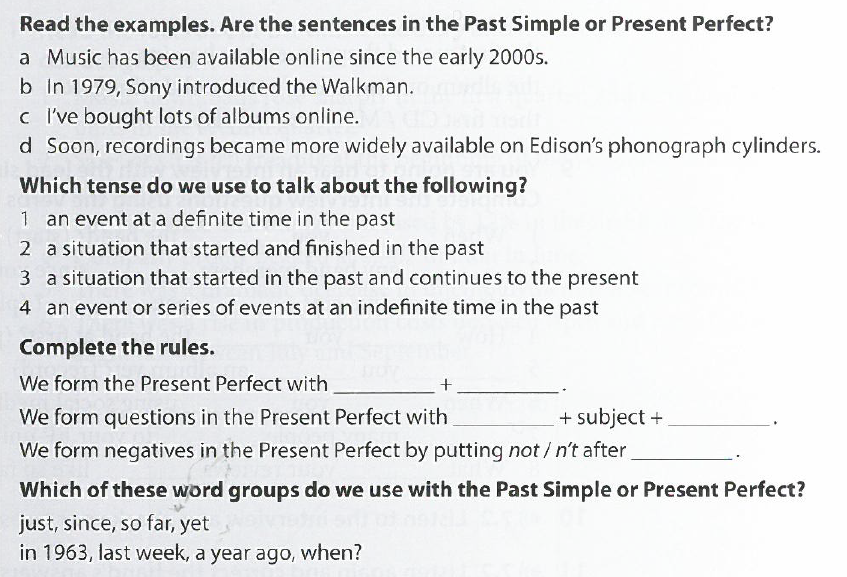 Read the examples. Are the sentences in the Past Simple or Present Perfect?
a Music has been available online since the early 2000s.
b In 1979, Sony introduced the Walkman.
c I've bought lots of albums online.
d Soon, recordings became more widely available on Edison's phonograph cylinders.
Which tense do we use to talk about the following?
1 an event at a definite time in the past
2 a situation that started and finished in the past
3 a situation that started in the past and continues to the present
4 an event or series of events at an indefinite time in the past
Complete the rules.
We form the Present Perfect with __________ + __________ .
We form questions in the Present Perfect with __________ + subject + __________ .
We form negatives in the Present Perfect by putting not / n't after __________ .
Which of these word groups do we use with the Past Simple or Present Perfect?
just, since, so far, yet
in 1963, last week, a year ago, when?